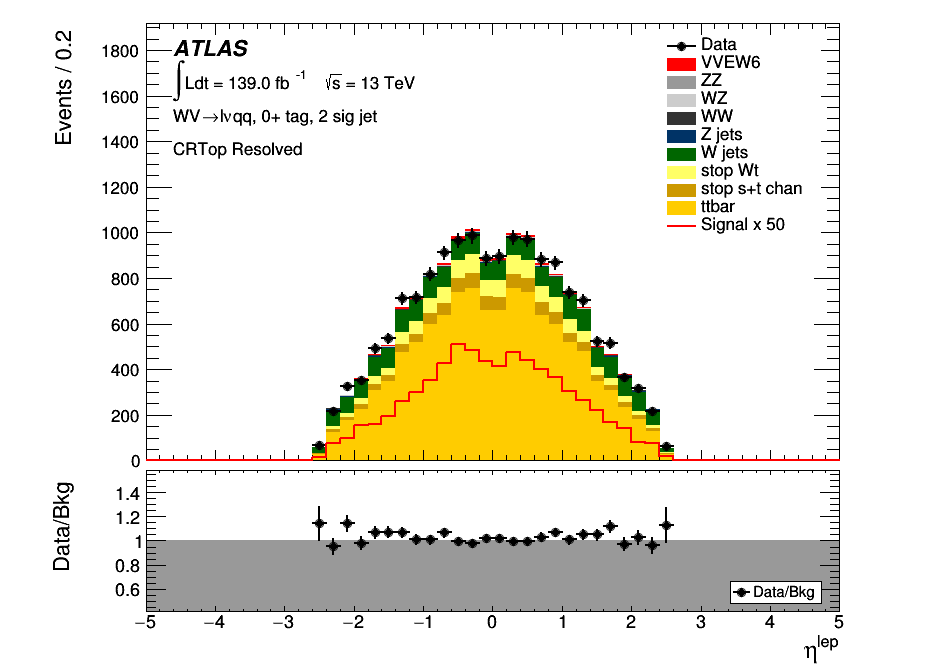 ATLAS
∫Ldt = 139.0 fb⁻¹ √s = 13 TeV
WV→lνqq, 0+ tag, 2 sig jet
CRTop Resolved
Data
VVEW6
ZZ
WZ
WW
Z jets
W jets
stop Wt
stop s+t chan
ttbar
Signal x 50
Events / 0.2
1800
1600
1400
1200
1000
800
600
400
200
0
Data/Bkg
1.4
1.2
1
0.8
0.6
Data/Bkg
−5 −4 −3 −2 −1 0 1 2 3 4 5
η^lep